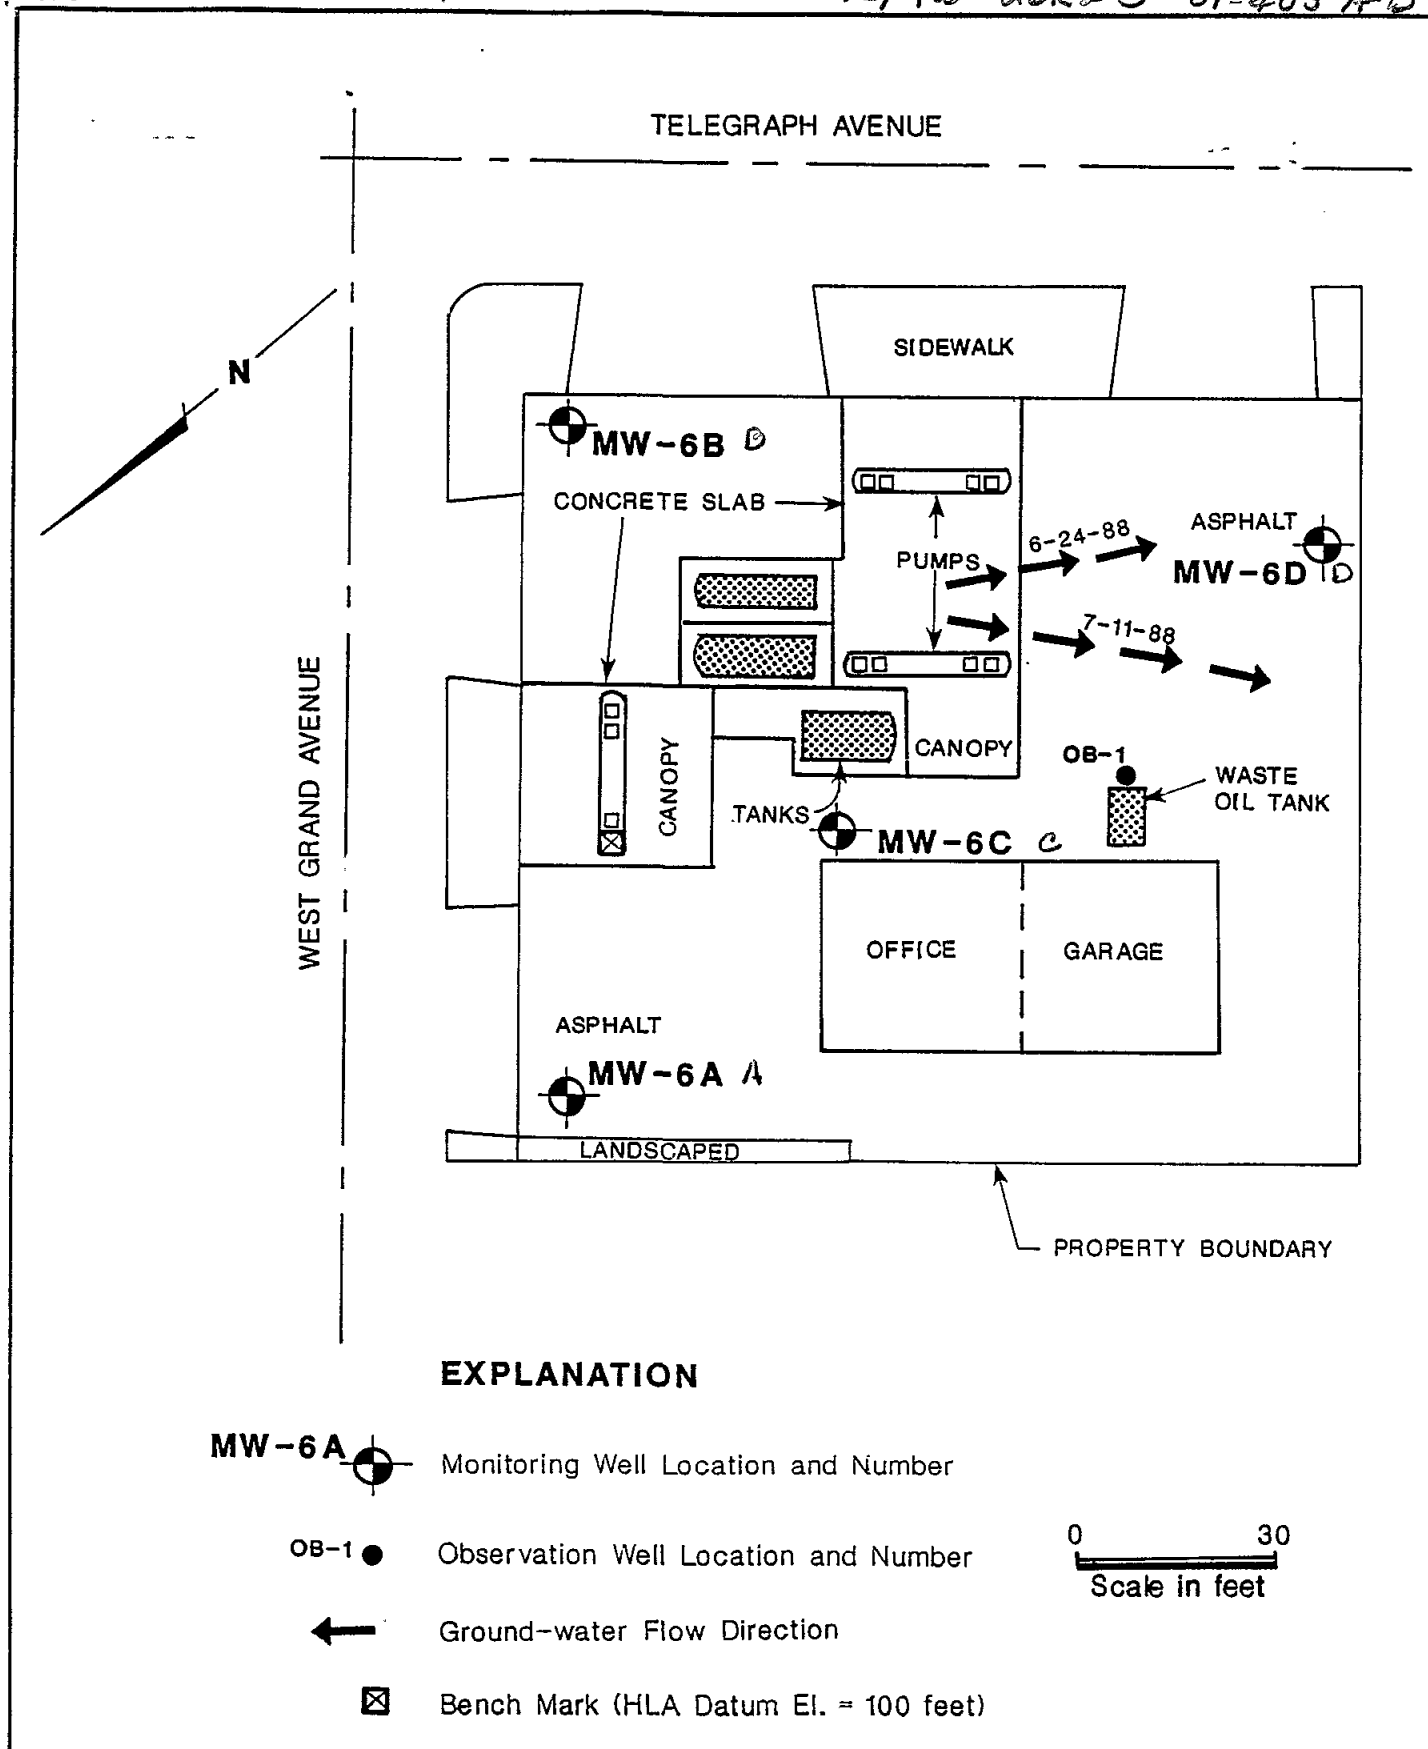 TELEGRAPH AVENUE
SIDEWALK
N
MW-6B
CONCRETE SLAB
ASPHALT
6-24-88
PUMPS
MW-6D D
7-11-88
WEST GRAND AVENUE
CANOPY
CANOPY
OB-1
WASTE
OIL TANK
TANKS
MW-6C C
OFFICE
GARAGE
ASPHALT
MW-6A A
LANDSCAPED
PROPERTY BOUNDARY
EXPLANATION
MW-6A
Monitoring Well Location and Number
OB-1
Observation Well Location and Number
0 30
Scale in feet
Ground-water Flow Direction
Bench Mark (HLA Datum El. = 100 feet)